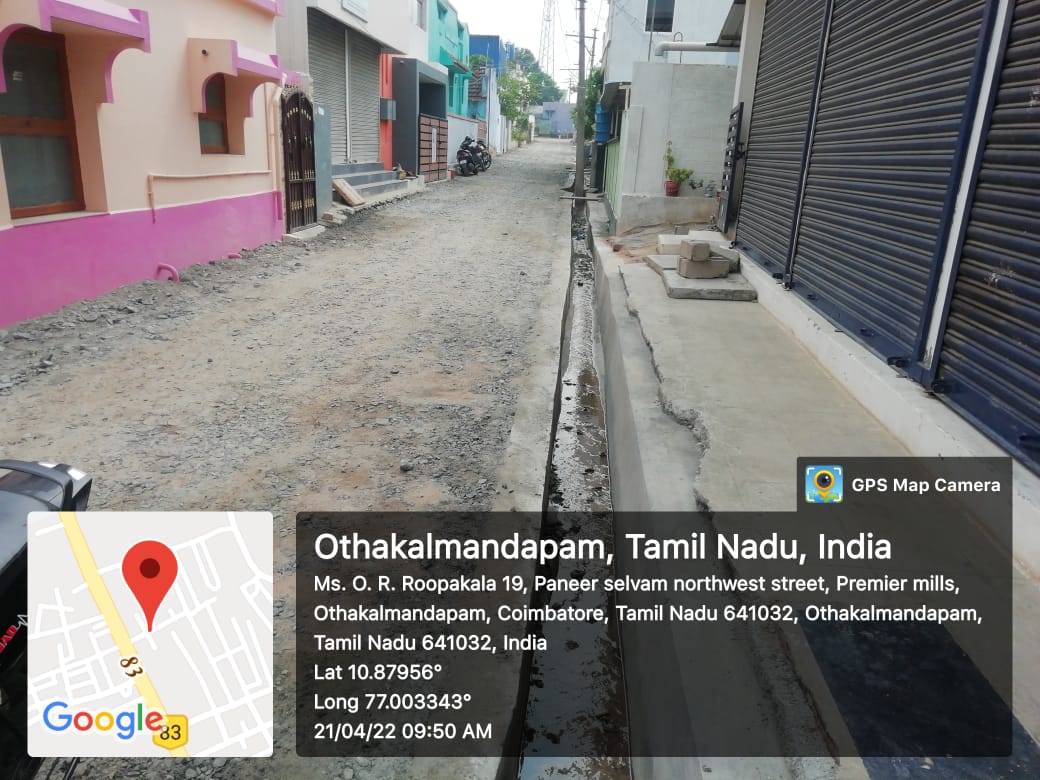 GPS Map Camera
Othakalmandapam, Tamil Nadu, India
Ms. O. R. Roopakala 19, Paneer selvam northwest street, Premier mills,
Othakalmandapam, Coimbatore, Tamil Nadu 641032, Othakalmandapam,
Tamil Nadu 641032, India
Lat 10.87956°
Long 77.003343°
21/04/22 09:50 AM
83
Google
83